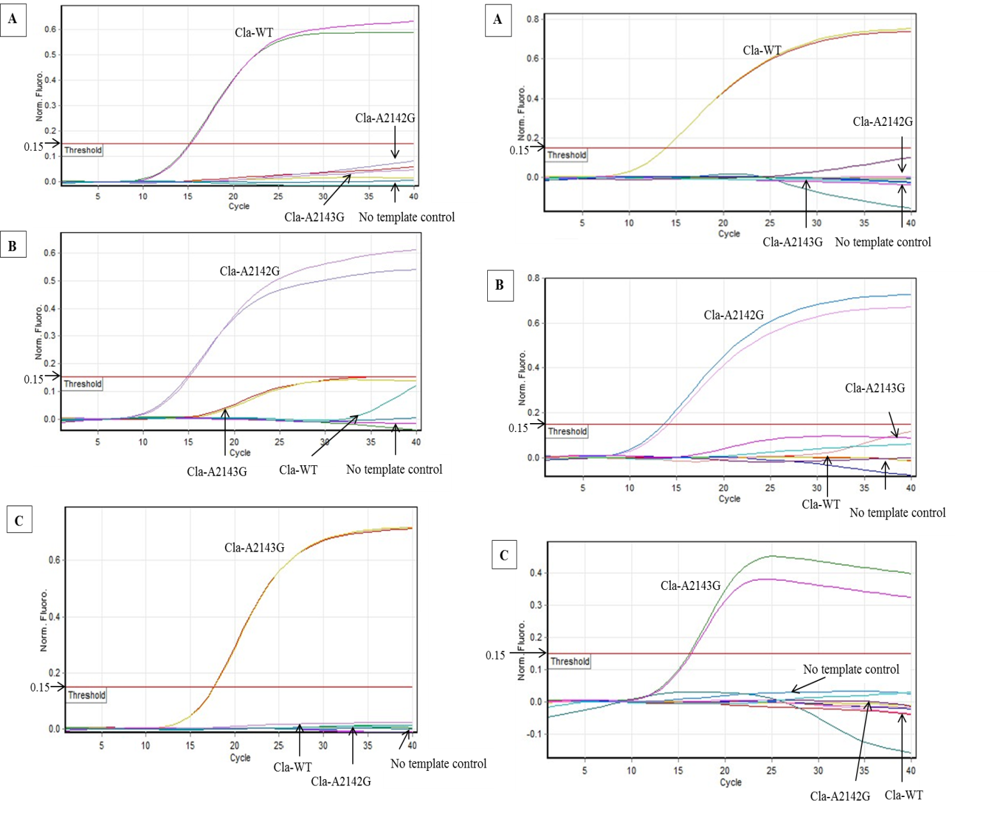 A
Norm. Fluoro.
0.6
0.5
0.4
0.3
0.2
0.1
0.0
0.15
Threshold
Cla-WT
Cla-A2142G
5 10 15 20 25 30 35 40
Cycle
Cla-A2143G No template control
B
Norm. Fluoro.
0.6
0.5
0.4
0.3
0.2
0.1
0.0
0.15
Threshold
Cla-A2142G
5 10 15 20 25 30 35 40
Cycle
Cla-A2143G Cla-WT No template control
C
Norm. Fluoro.
0.6
0.4
0.2
0.0
0.15
Threshold
Cla-A2143G
5 10 15 20 25 30 35 40
Cycle
Cla-WT
Cla-A2142G
No template control
A
Norm. Fluoro.
0.8
0.6
0.4
0.2
0.0
0.15
Threshold
Cla-WT
Cla-A2142G
5 10 15 20 25 30 35 40
Cycle
Cla-A2143G No template control
B
Norm. Fluoro.
0.8
0.6
0.4
0.2
0.0
0.15
Threshold
Cla-A2142G
Cla-A2143G
5 10 15 20 25 30 35 40
Cycle
Cla-WT
No template control
C
Norm. Fluoro.
0.4
0.3
0.2
0.1
0.0
-0.1
0.15
Threshold
Cla-A2143G
No template control
5 10 15 20 25 30 35 40
Cycle
Cla-A2142G Cla-WT